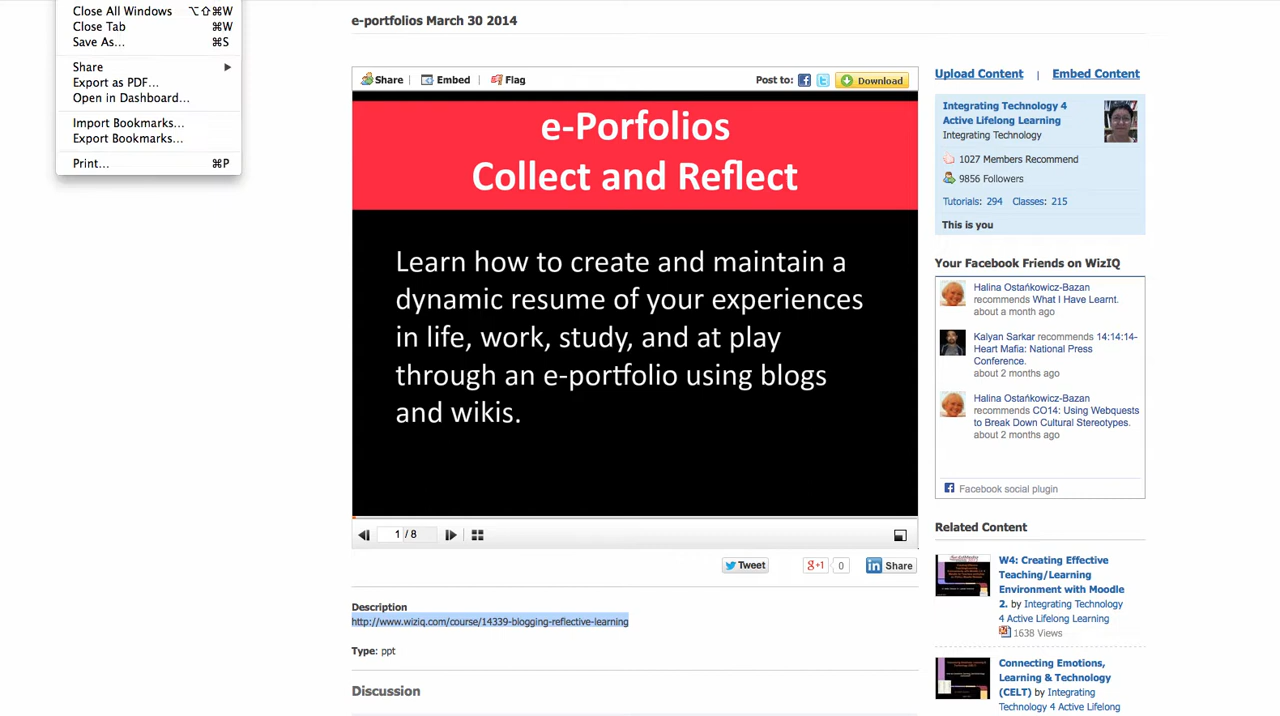 Close All Windows ⌥⇧⌘W
Close Tab ⌘W
Save As... ⌘S
Share ▶
Export as PDF...
Open in Dashboard...
Import Bookmarks...
Export Bookmarks...
Print... ⌘P
e-portfolios March 30 2014
Share | Embed | Flag
Post to: Download
e-Porfolios
Collect and Reflect
Learn how to create and maintain a
dynamic resume of your experiences
in life, work, study, and at play
through an e-portfolio using blogs
and wikis.
1 / 8
Tweet
g+1 0
in Share
Description
http://www.wiziq.com/course/14339-blogging-reflective-learning
Type: ppt
Discussion
Upload Content | Embed Content
Integrating Technology 4
Active Lifelong Learning
Integrating Technology
1027 Members Recommend
9856 Followers
Tutorials: 294 Classes: 215
This is you
Your Facebook Friends on WizIQ
Halina Ostańkowicz-Bazan
recommends What I Have Learnt.
about a month ago
Kalyan Sarkar recommends 14:14:14-
Heart Mafia: National Press
Conference.
about 2 months ago
Halina Ostańkowicz-Bazan
recommends CO14: Using Webquests
to Break Down Cultural Stereotypes.
about 2 months ago
Facebook social plugin
Related Content
W4: Creating Effective
Teaching/Learning
Environment with Moodle
2. by Integrating Technology
4 Active Lifelong Learning
1638 Views
Connecting Emotions,
Learning & Technology
(CELT) by Integrating
Technology 4 Active Lifelong